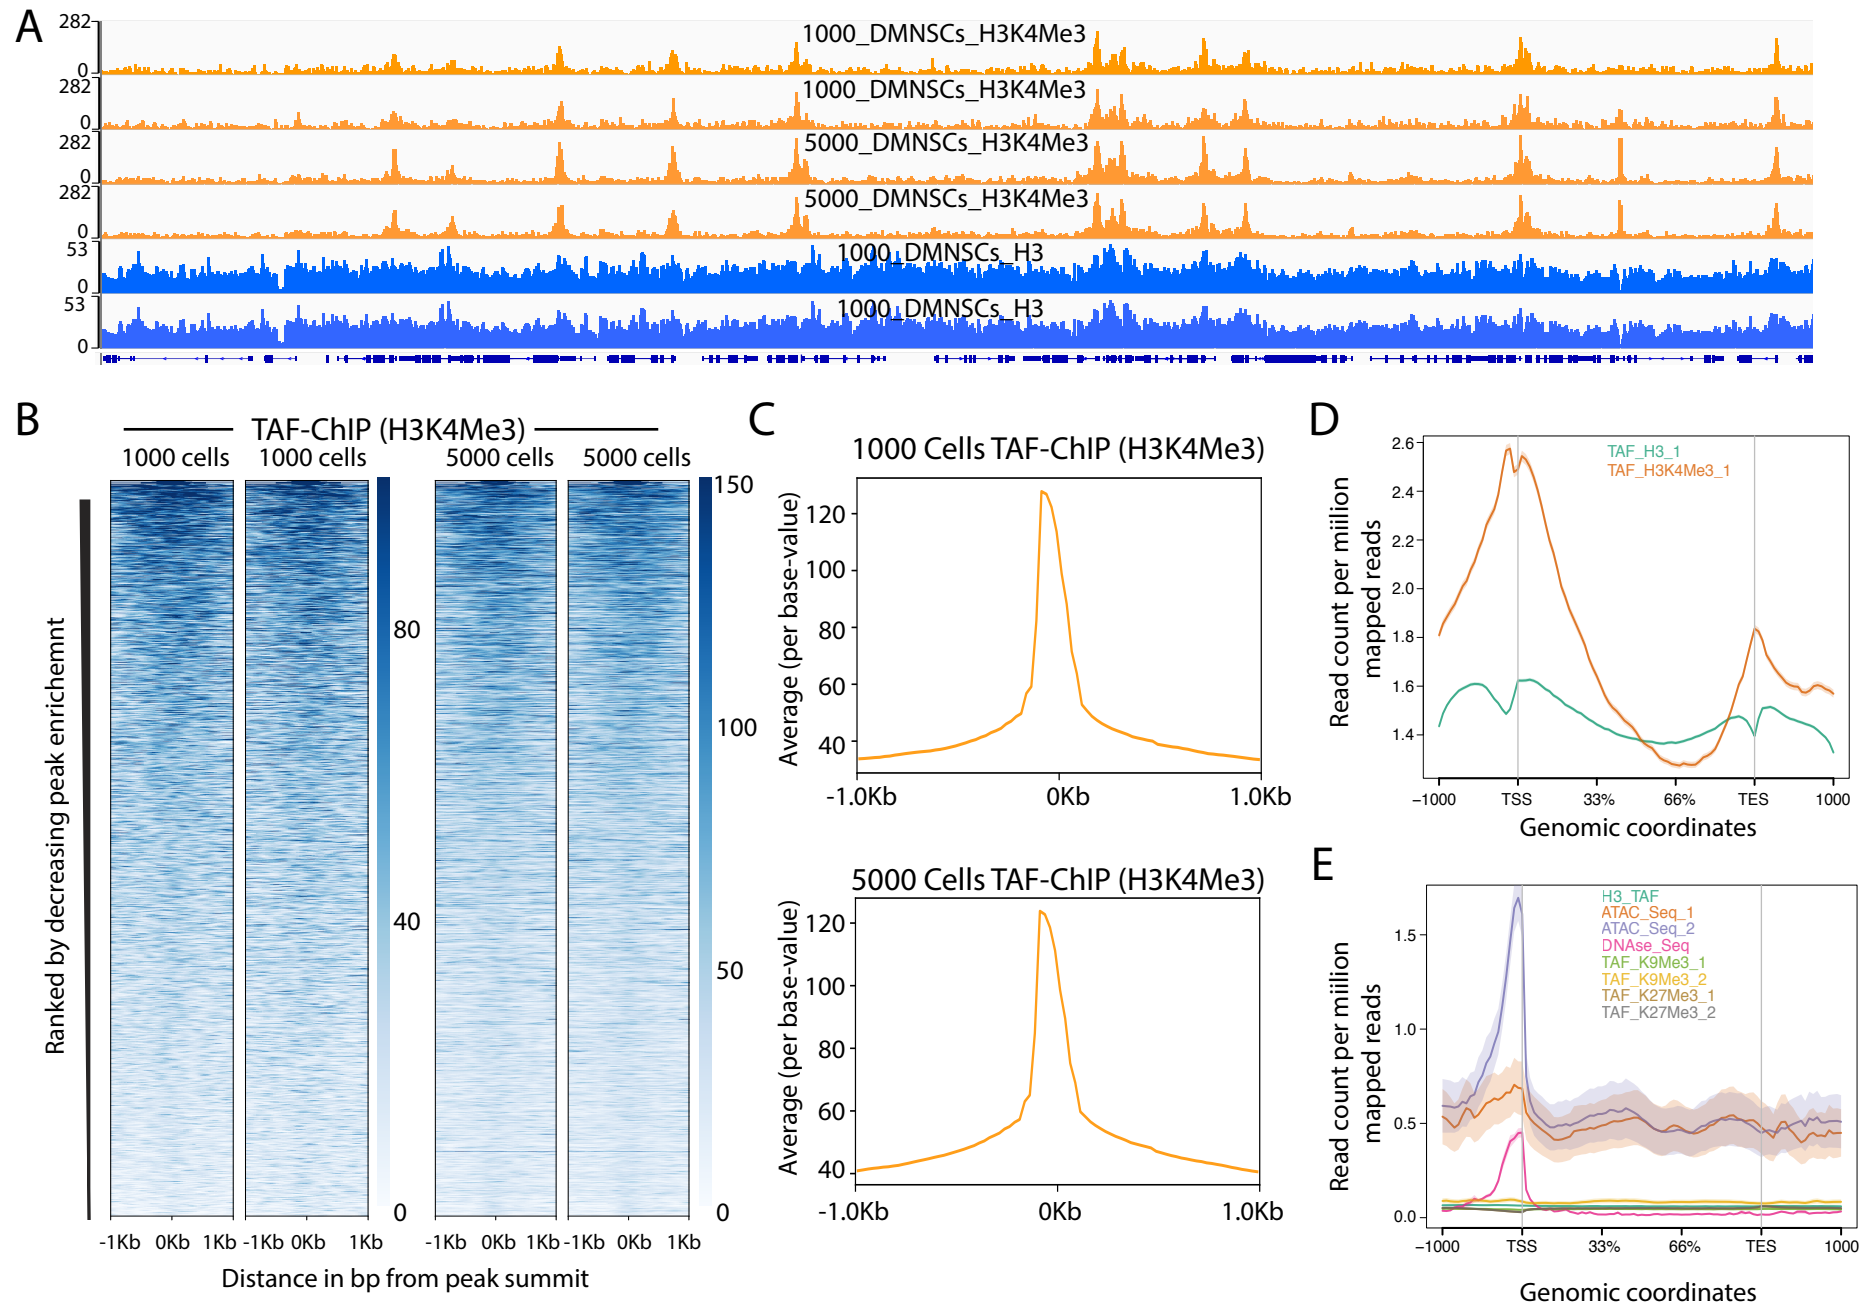 A
282
0
1000_DMNSCs_H3K4Me3
282
0
1000_DMNSCs_H3K4Me3
282
0
5000_DMNSCs_H3K4Me3
282
0
5000_DMNSCs_H3K4Me3
53
0
1000_DMNSCs_H3
53
0
1000_DMNSCs_H3
B
TAF-ChIP (H3K4Me3)
1000 cells 1000 cells 5000 cells 5000 cells
Ranked by decreasing peak enrichemnt
80
40
0
150
100
50
0
-1Kb 0Kb 1Kb -1Kb 0Kb 1Kb -1Kb 0Kb 1Kb -1Kb 0Kb 1Kb
Distance in bp from peak summit
C
1000 Cells TAF-ChIP (H3K4Me3)
Average (per base-value)
120
100
80
60
40
-1.0Kb 0Kb 1.0Kb
5000 Cells TAF-ChIP (H3K4Me3)
Average (per base-value)
120
100
80
60
40
-1.0Kb 0Kb 1.0Kb
D
Read count per miilion
mapped reads
2.6
2.4
2.2
2.0
1.8
1.6
1.4
TAF_H3_1
TAF_H3K4Me3_1
−1000 TSS 33% 66% TES 1000
Genomic coordinates
E
Read count per miilion
mapped reads
1.5
1.0
0.5
0.0
H3_TAF
ATAC_Seq_1
ATAC_Seq_2
DNAse_Seq
TAF_K9Me3_1
TAF_K9Me3_2
TAF_K27Me3_1
TAF_K27Me3_2
−1000 TSS 33% 66% TES 1000
Genomic coordinates